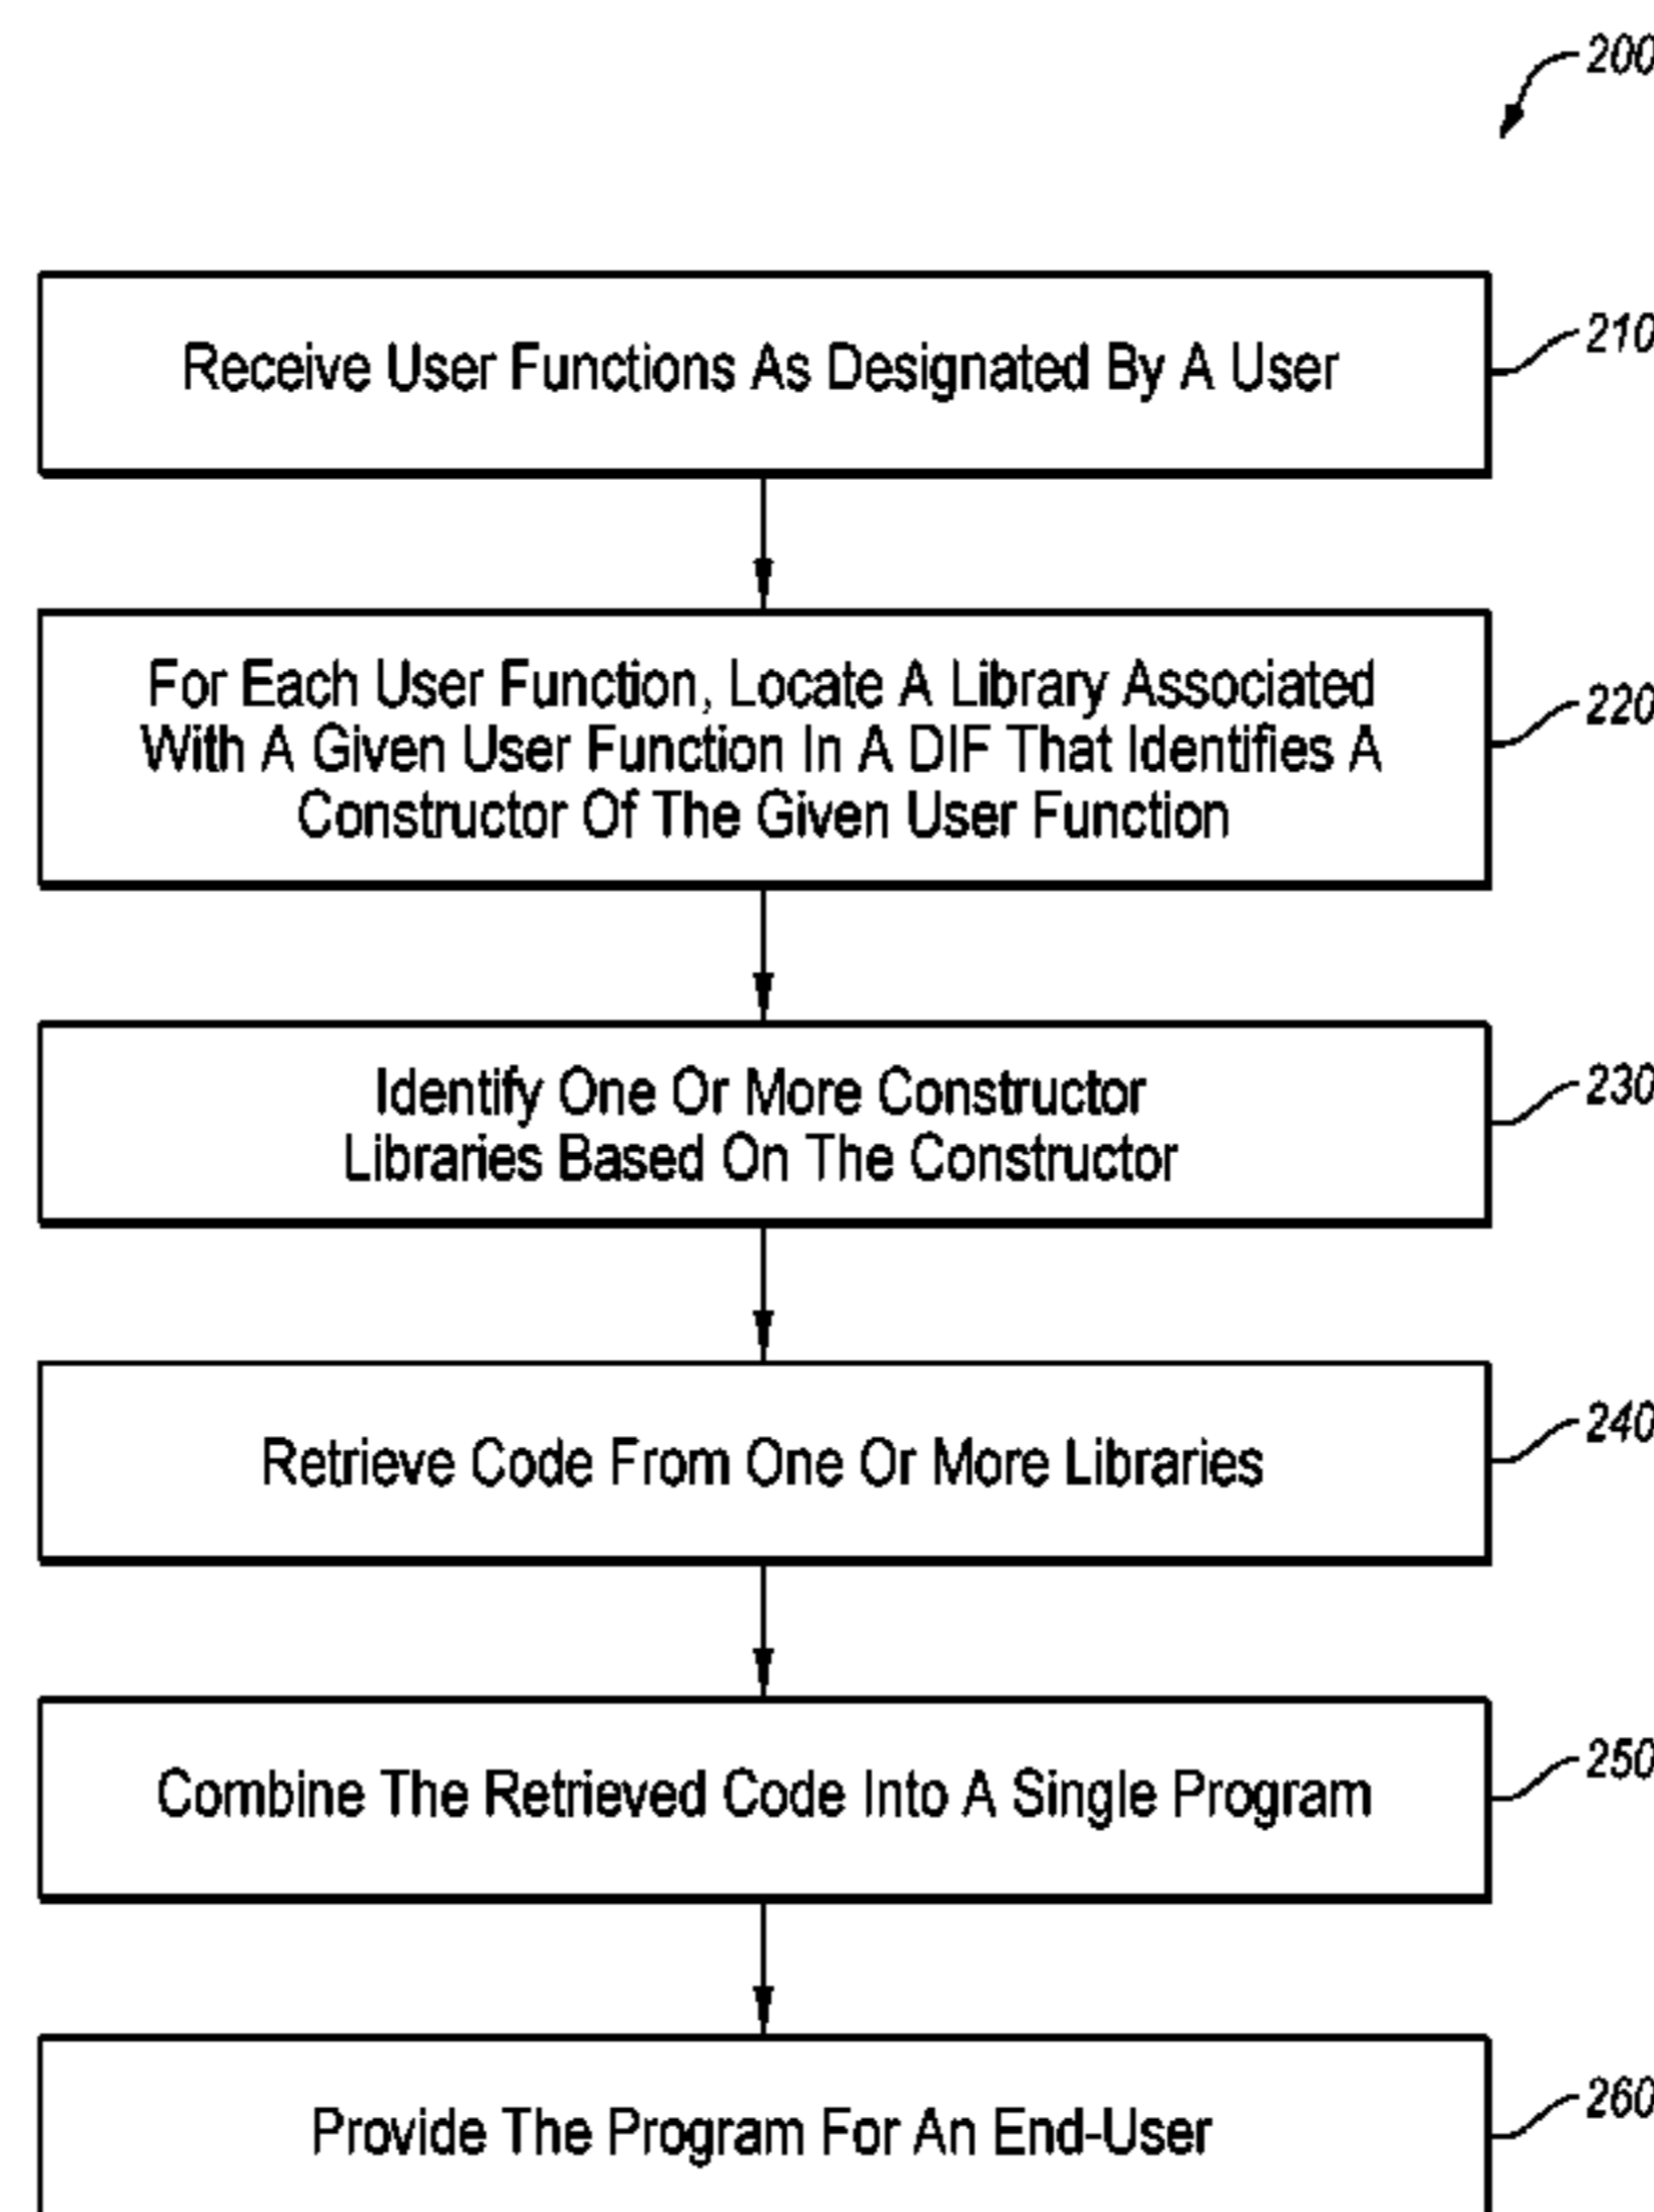 200
Receive User Functions As Designated By A User
210
For Each User Function, Locate A Library Associated
With A Given User Function In A DIF That Identifies A
Constructor Of The Given User Function
220
Identify One Or More Constructor
Libraries Based On The Constructor
230
Retrieve Code From One Or More Libraries
240
Combine The Retrieved Code Into A Single Program
250
Provide The Program For An End-User
260